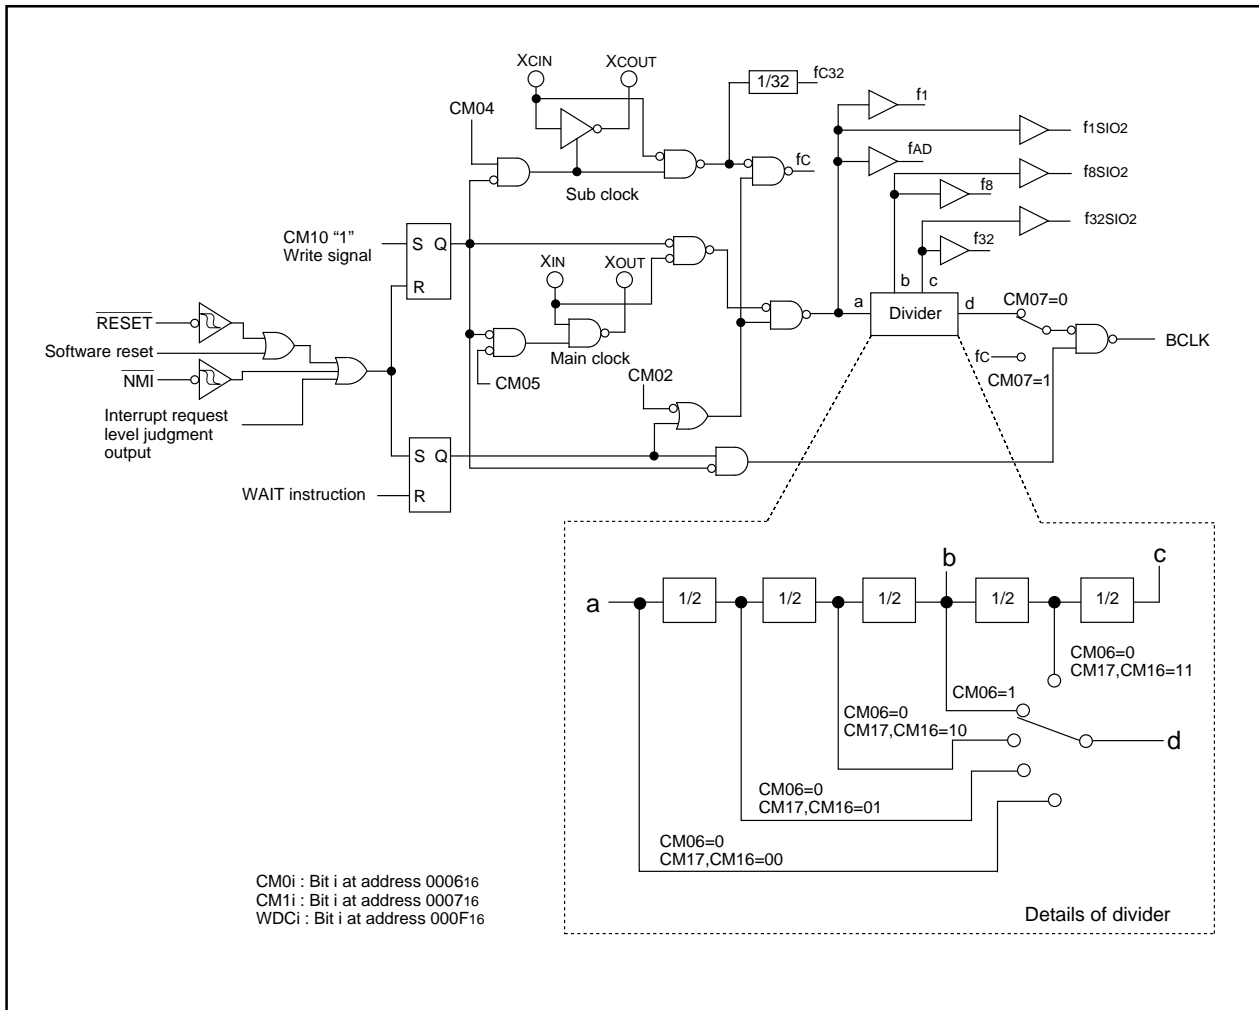 XCIN
XCOUT
1/32
fC32
CM04
f1
f1SIO2
fAD
fC
f8SIO2
Sub clock
f8
f32SIO2
CM10 “1”
Write signal
S Q
R
f32
XIN
XOUT
b c
a
Divider
d
CM07=0
RESET
Software reset
NMI
Main clock
BCLK
fC
CM07=1
CM05
CM02
Interrupt request
level judgment
output
S Q
R
WAIT instruction
b
c
a
1/2
1/2
1/2
1/2
1/2
CM06=0
CM17,CM16=11
CM06=1
CM06=0
CM17,CM16=10
d
CM06=0
CM17,CM16=01
CM06=0
CM17,CM16=00
CM0i : Bit i at address 000616
CM1i : Bit i at address 000716
WDCi : Bit i at address 000F16
Details of divider